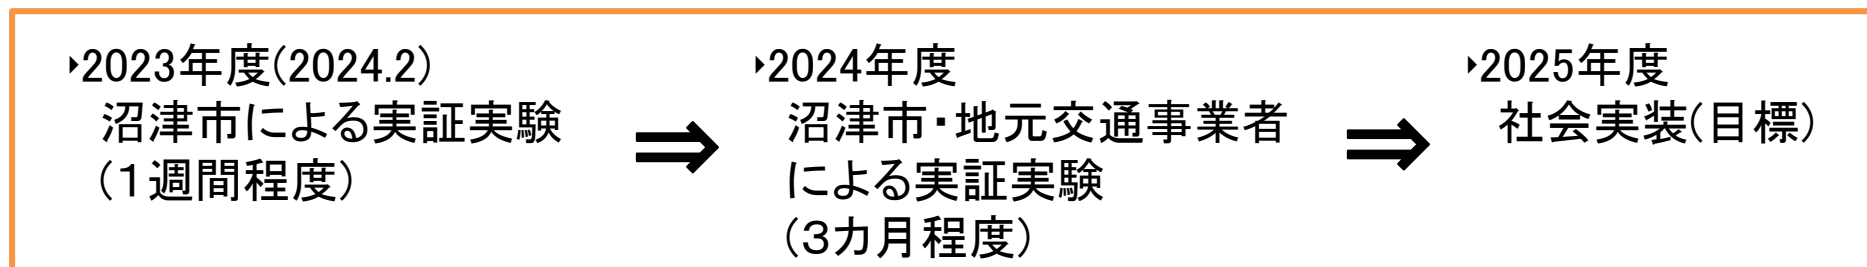 ‣2023年度(2024.2)
沼津市による実証実験
(１週間程度)
⇒
‣2024年度
沼津市・地元交通事業者
による実証実験
(３カ月程度)
⇒
‣2025年度
社会実装(目標)